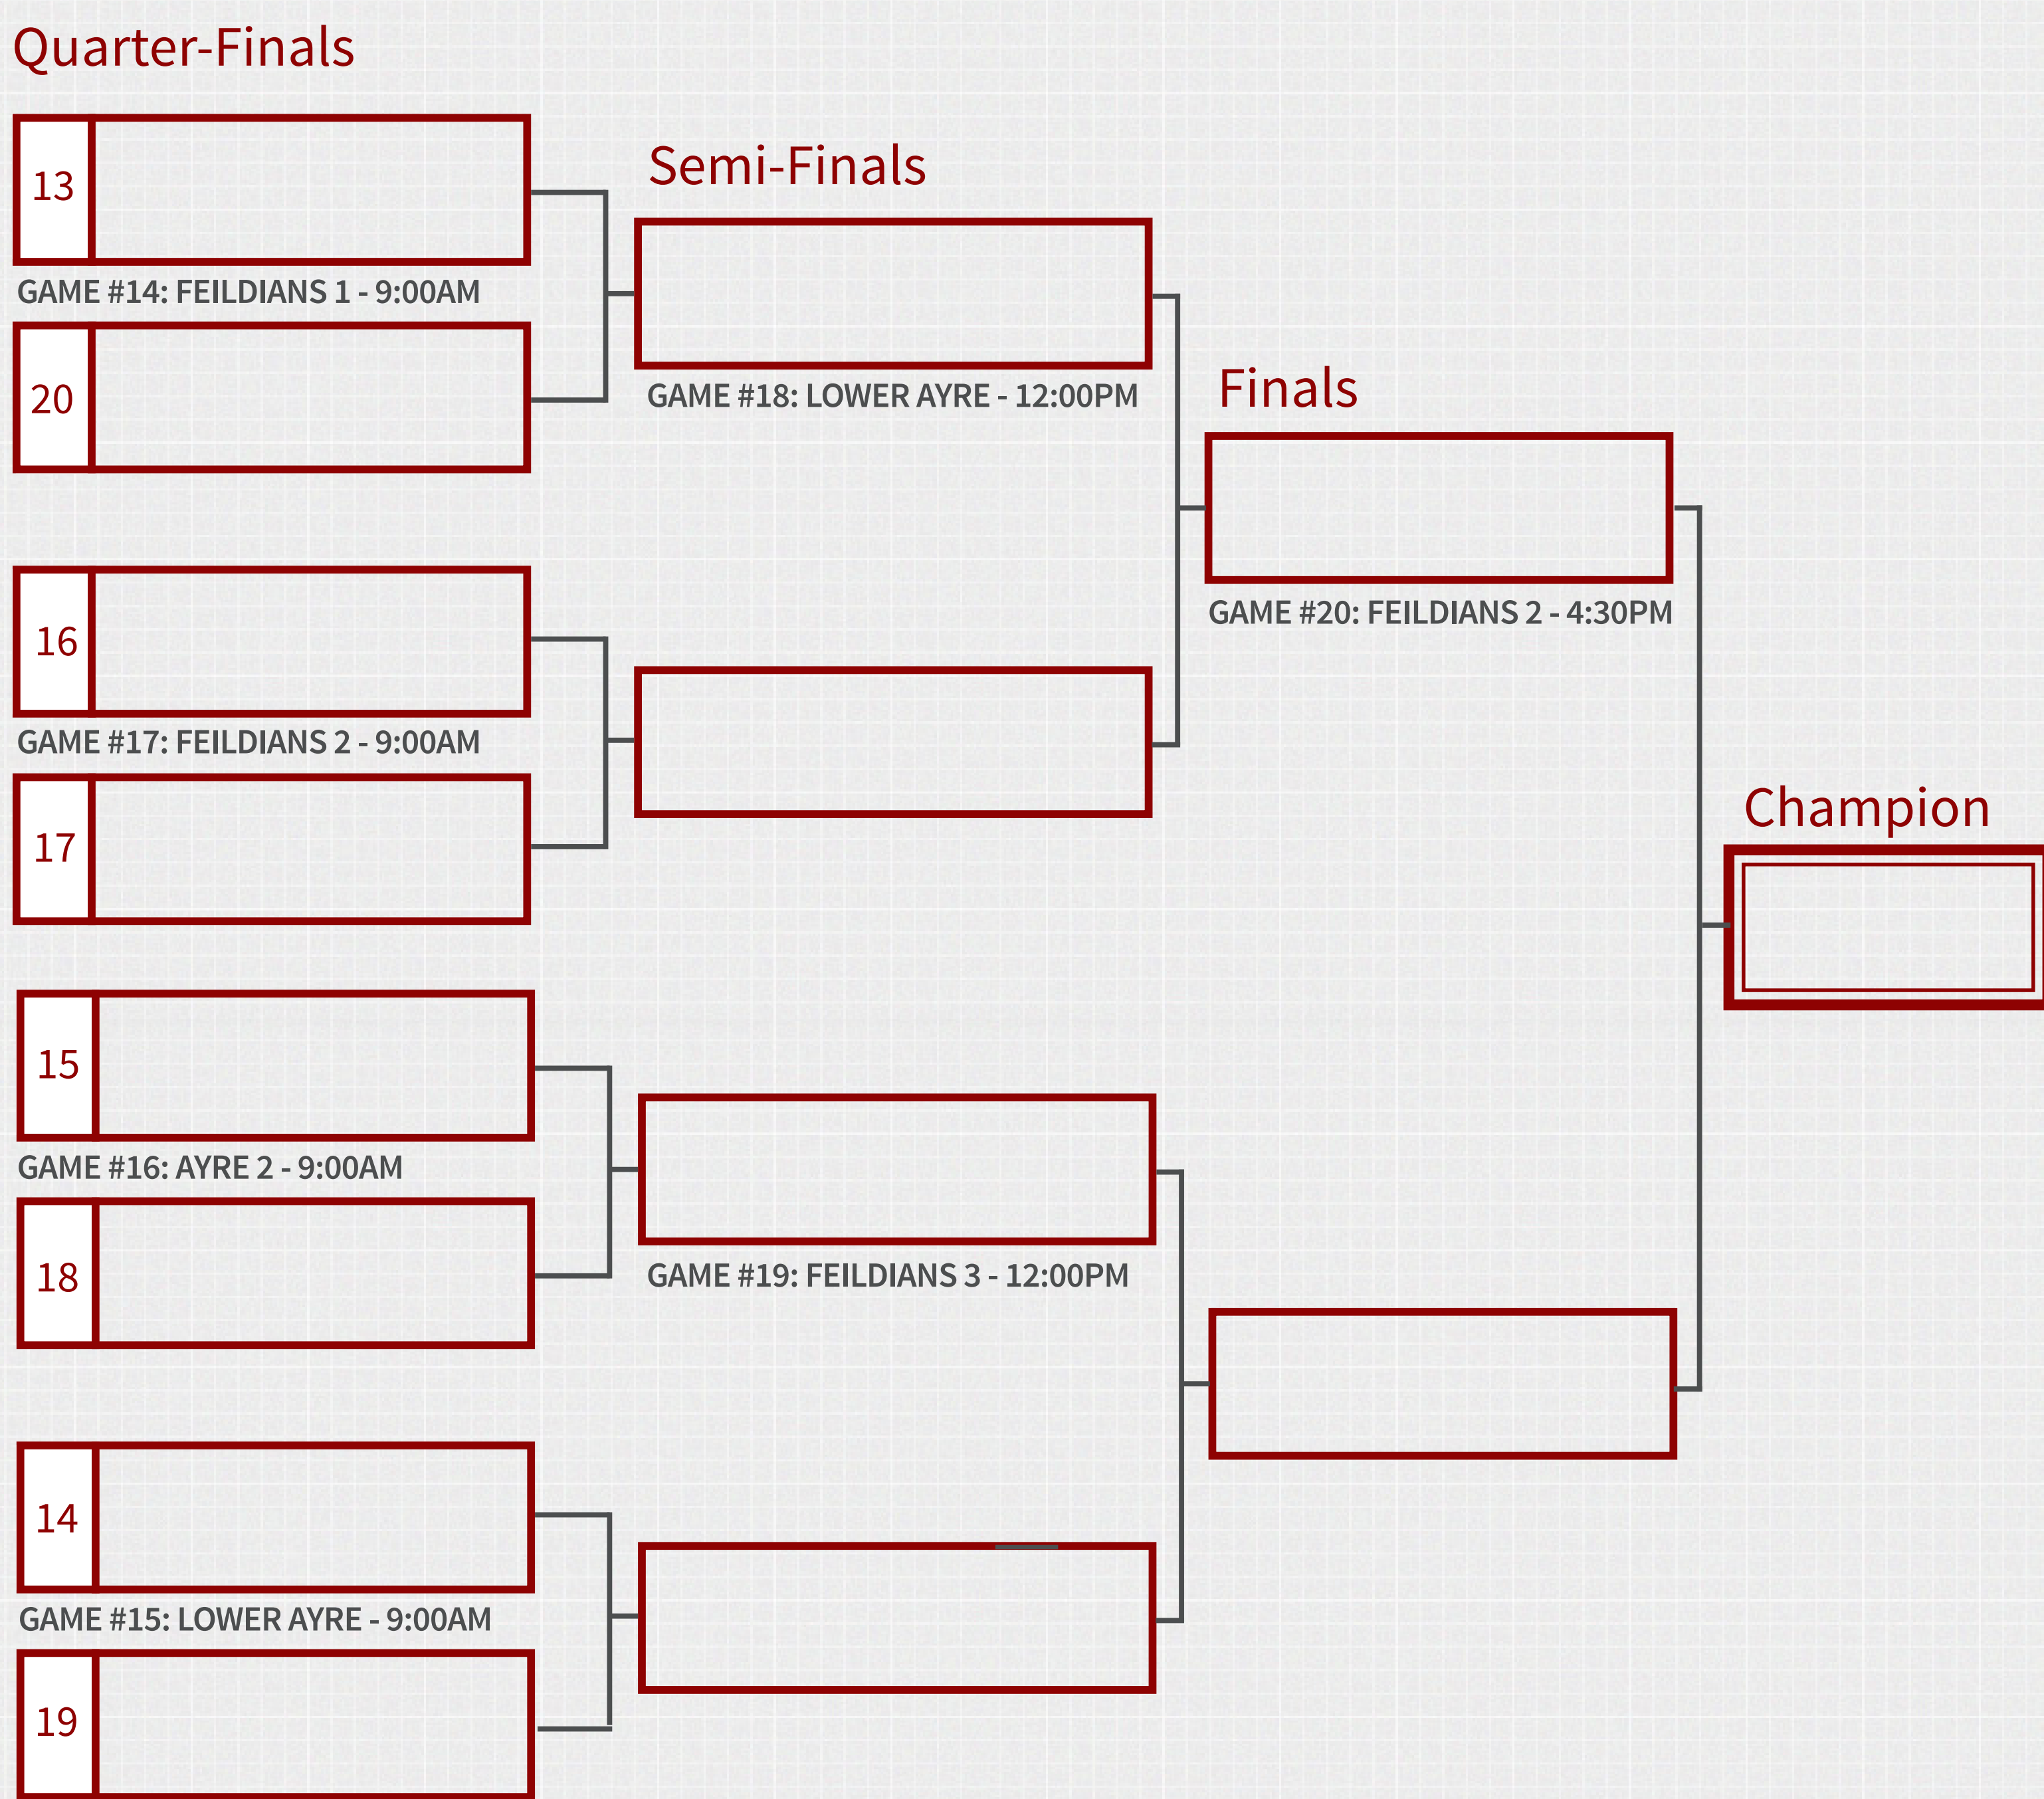 Quarter-Finals
13
GAME #14: FEILDIANS 1 - 9:00AM
20
16
GAME #17: FEILDIANS 2 - 9:00AM
17
15
GAME #16: AYRE 2 - 9:00AM
18
14
GAME #15: LOWER AYRE - 9:00AM
19
Semi-Finals
GAME #18: LOWER AYRE - 12:00PM
GAME #19: FEILDIANS 3 - 12:00PM
Finals
GAME #20: FEILDIANS 2 - 4:30PM
Champion